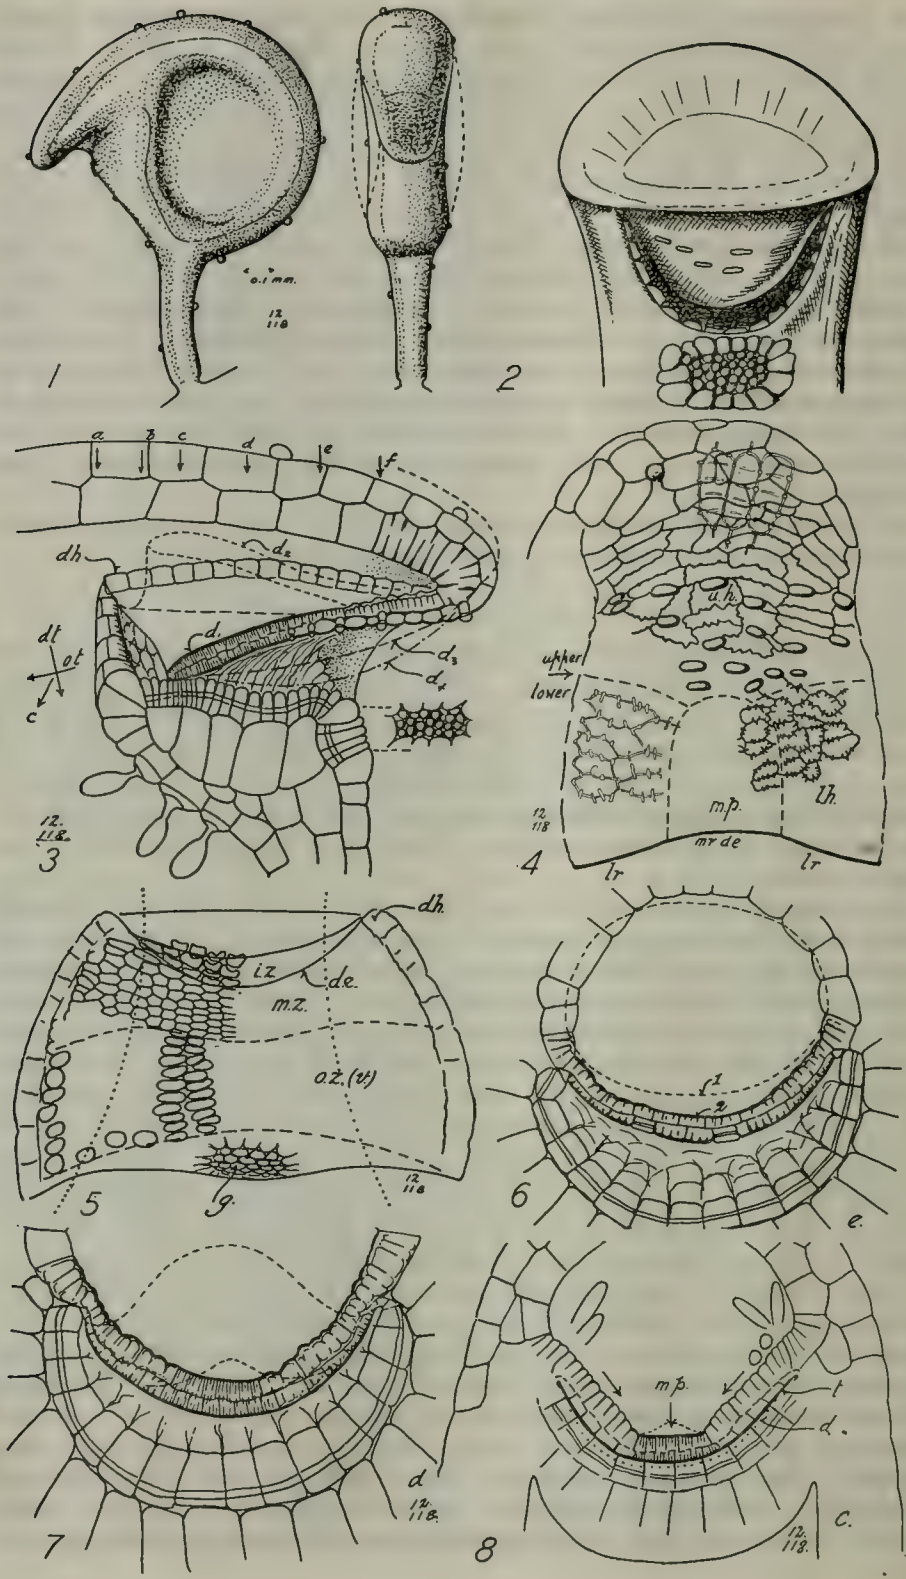 0.1 mm.
12
118
1
2
a b c d e f
dh
d2
d1
dt
ot
c
d3
d4
12.
118.
3
u.h.
upper
lower
m.p.
l.h.
12
118
mr de
lr
lr
4
dh.
i.z
d.e.
m.z.
o.z.(vt)
12
118
5
g.
1
2
6
e.
m.p.
t
d.
d
12.
118.
7
8
12.
118.
C.